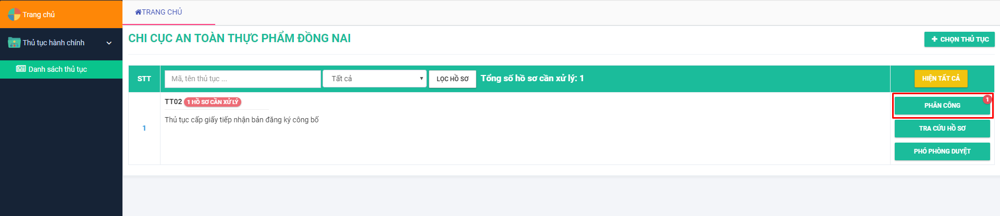 Trang chủ
Thủ tục hành chính
Danh sách thủ tục
TRANG CHỦ
CHI CỤC AN TOÀN THỰC PHẨM ĐỒNG NAI
CHỌN THỦ TỤC
STT
Mã, tên thủ tục ...
Tất cả
LỌC HỒ SƠ
Tổng số hồ sơ cần xử lý: 1
HIỆN TẤT CẢ
1
TT02 1 HỒ SƠ CẦN XỬ LÝ
Thủ tục cấp giấy tiếp nhận bản đăng ký công bố
PHÂN CÔNG 1
TRA CỨU HỒ SƠ
PHÓ PHÒNG DUYỆT